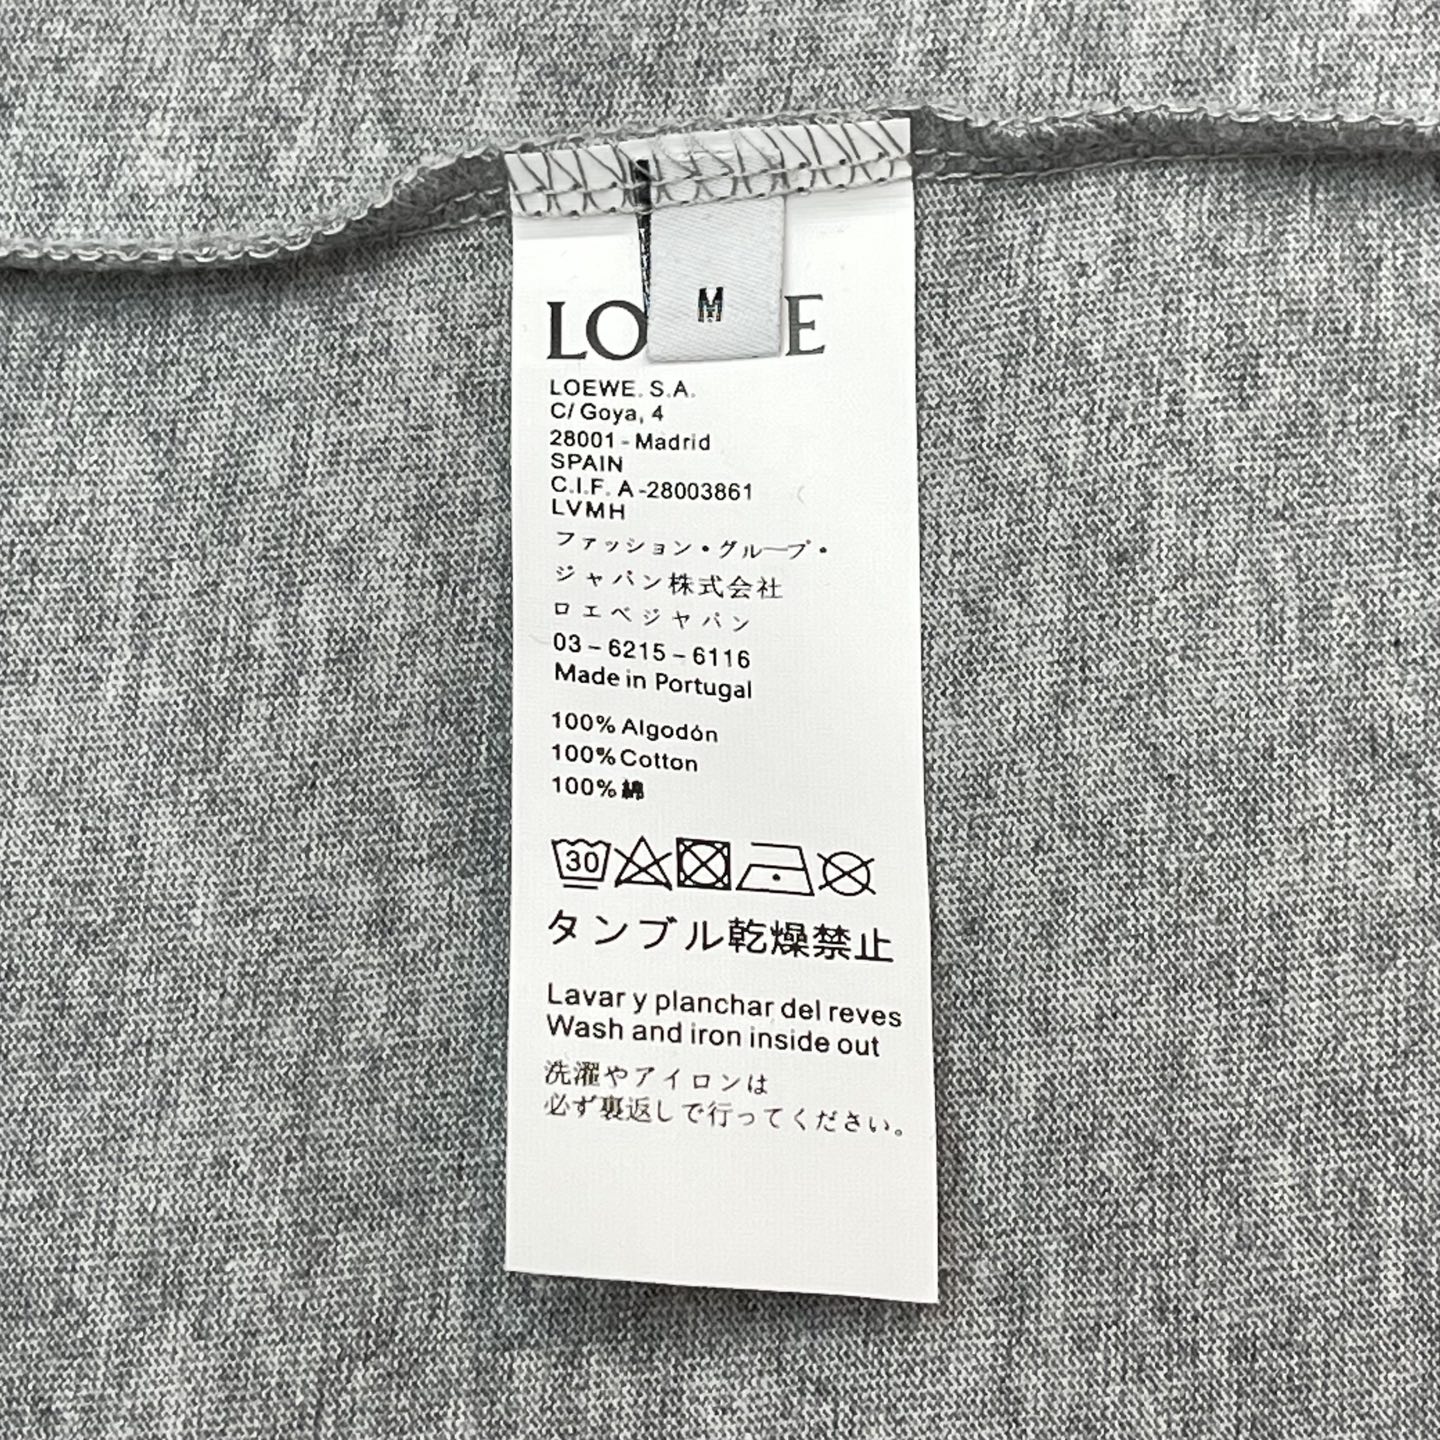 M
LO E
LOEWE. S.A.
C/ Goya, 4
28001 - Madrid
SPAIN
C.I.F. A -28003861
LVMH
ファッション・グループ・
ジャパン株式会社
ロエベジャパン
03 - 6215 - 6116
Made in Portugal
100% Algodón
100% Cotton
100% 綿
30
タンブル乾燥禁止
Lavar y planchar del reves
Wash and iron inside out
洗濯やアイロンは
必ず裏返しで行ってください。